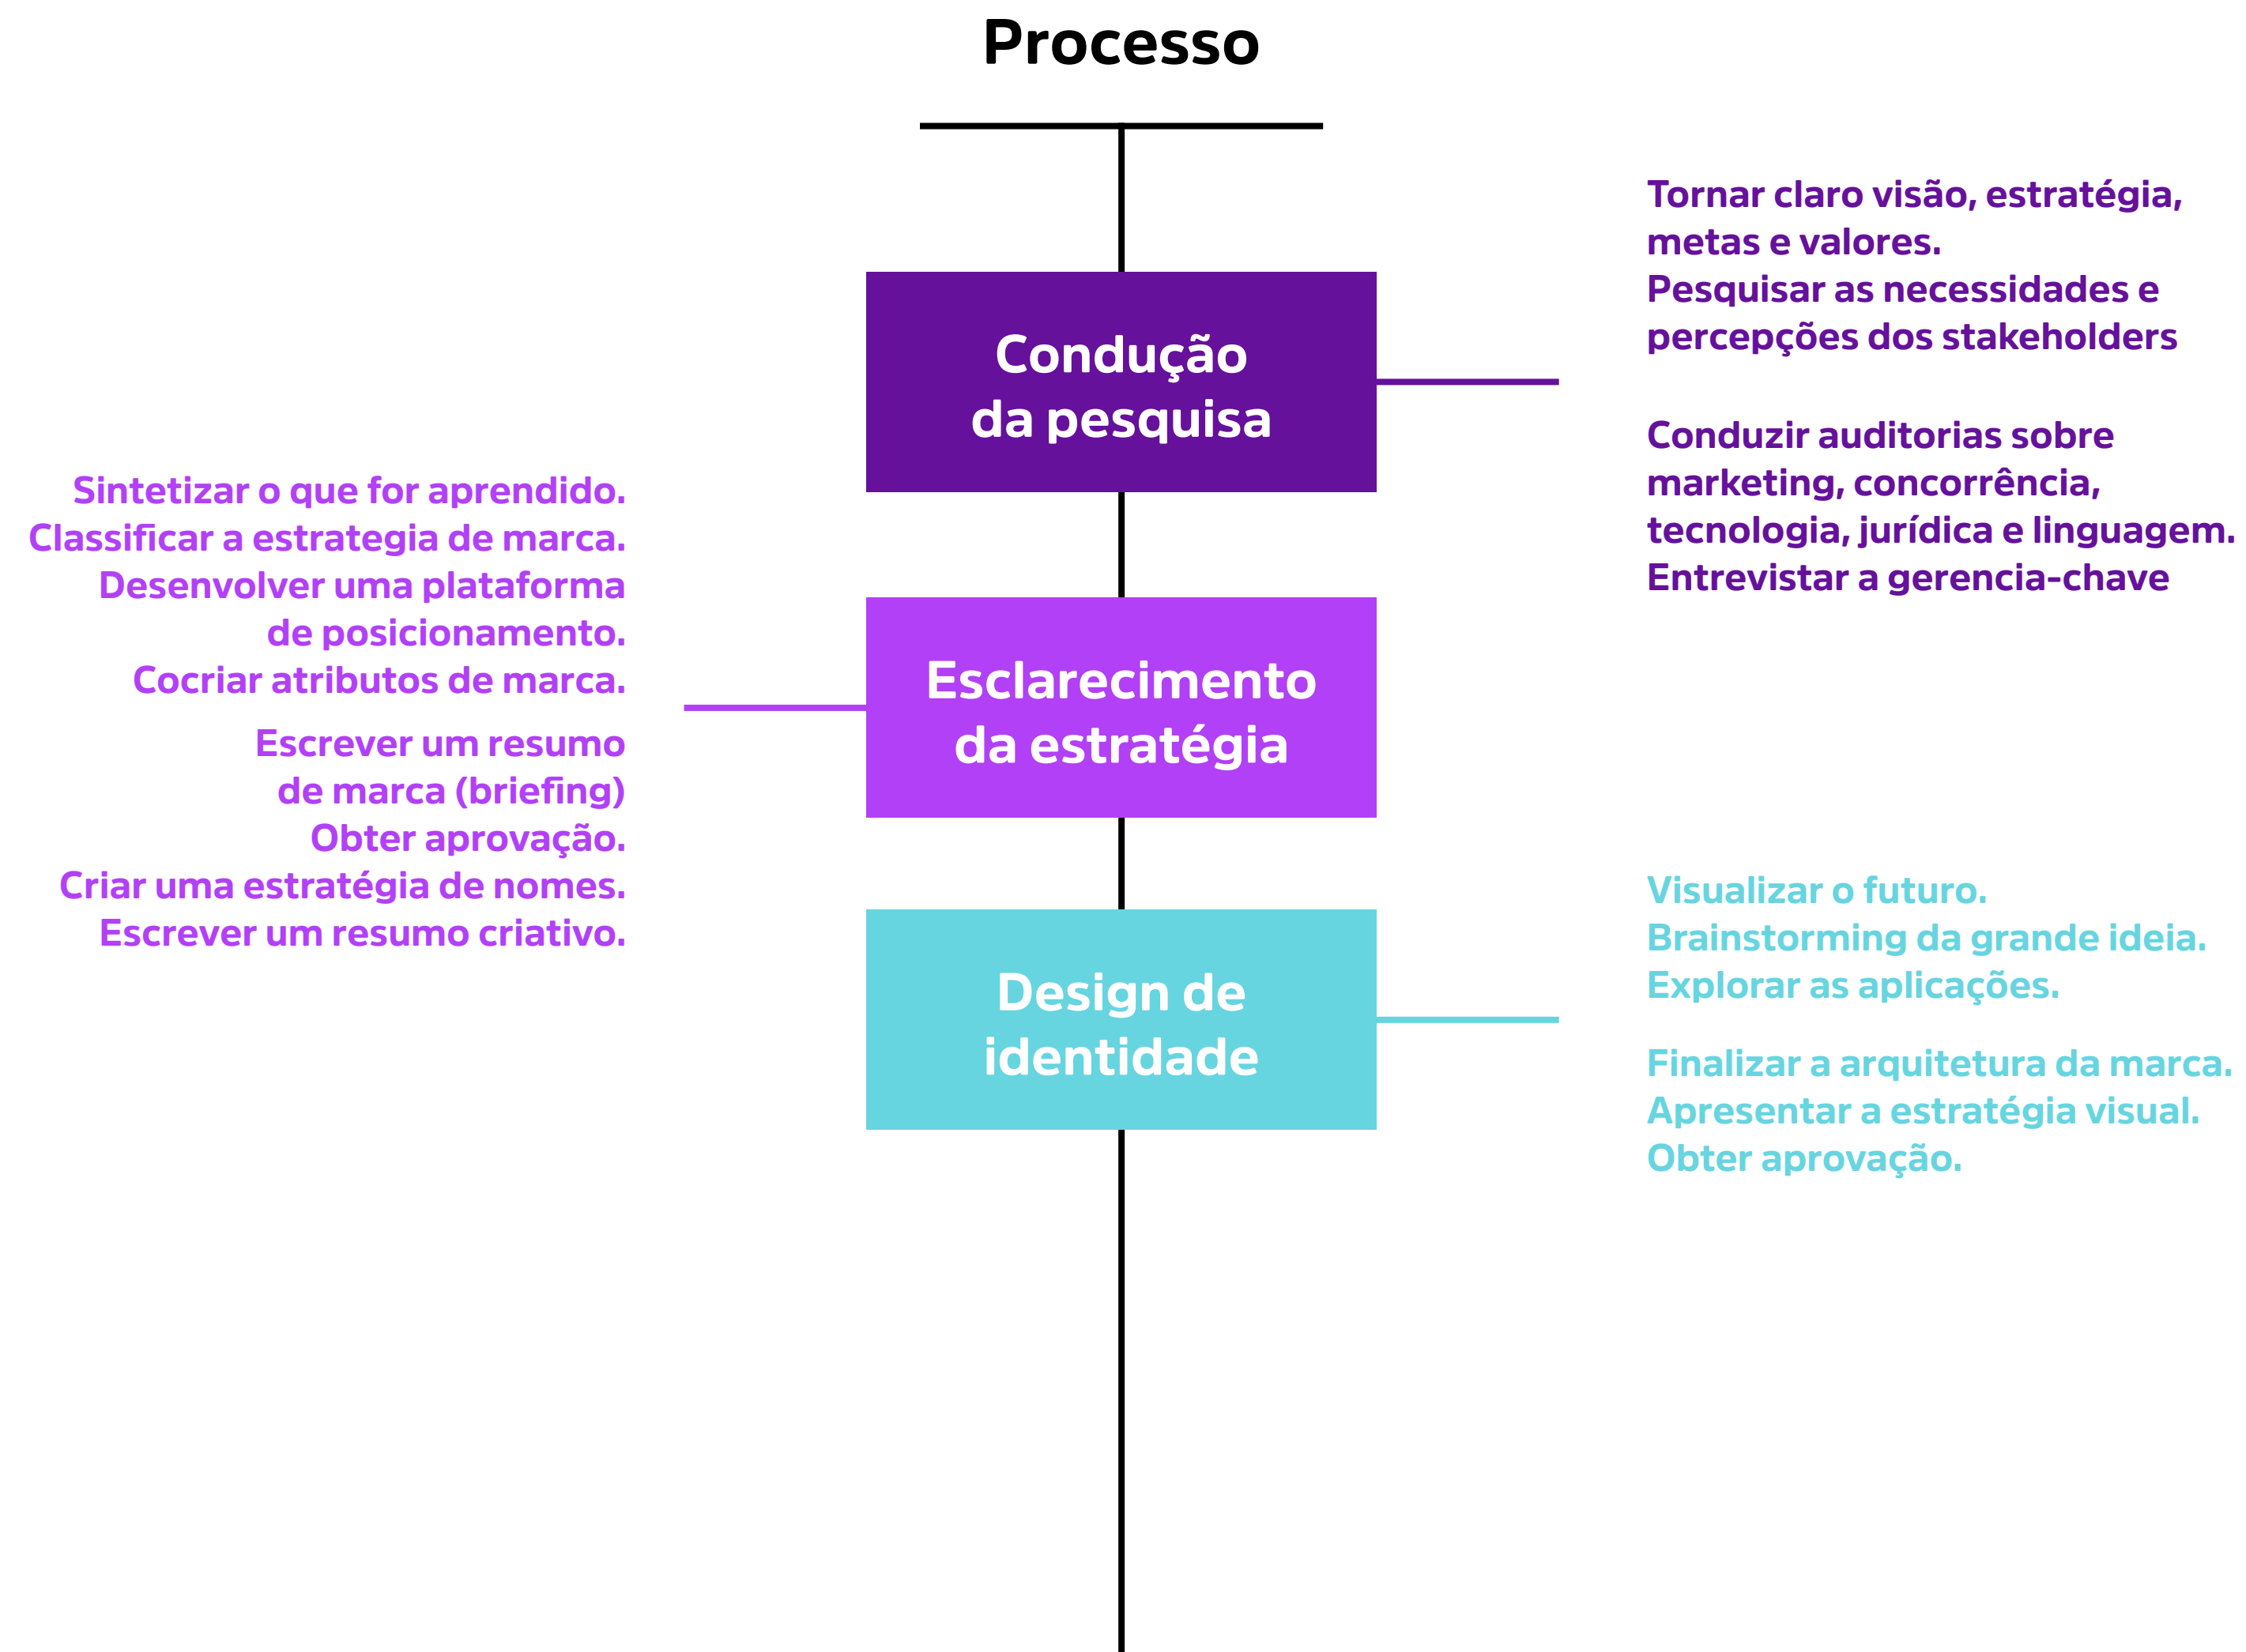 Processo
Condução
da pesquisa
Tornar claro visão, estratégia,
metas e valores.
Pesquisar as necessidades e
percepções dos stakeholders
Conduzir auditorias sobre
marketing, concorrência,
tecnologia, jurídica e linguagem.
Entrevistar a gerencia-chave
Esclarecimento
da estratégia
Sintetizar o que for aprendido.
Classificar a estrategia de marca.
Desenvolver uma plataforma
de posicionamento.
Cocriar atributos de marca.
Escrever um resumo
de marca (briefing)
Obter aprovação.
Criar uma estratégia de nomes.
Escrever um resumo criativo.
Design de
identidade
Visualizar o futuro.
Brainstorming da grande ideia.
Explorar as aplicações.
Finalizar a arquitetura da marca.
Apresentar a estratégia visual.
Obter aprovação.